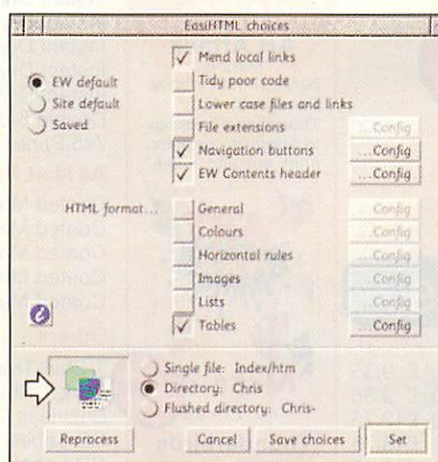 EasiHTML choices
Mend local links
EW default
Tidy poor code
Site default
Lower case files and links
Saved
File extensions
...Config
Navigation buttons
...Config
EW Contents header
...Config
HTML format...
General
...Config
Colours
...Config
Horizontal rules
...Config
Images
...Config
Lists
...Config
Tables
...Config
Single file: Index/htm
Directory: Chris
Flushed directory: Chris-
Reprocess
Cancel
Save choices
Set